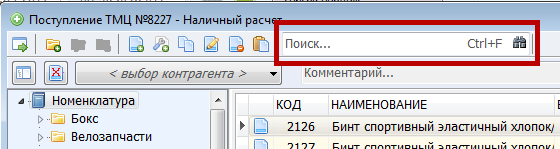 Поступление ТМЦ №8227 - Наличный расчет
Поиск... Ctrl+F
< выбор контрагента > Комментарий...
Номенклатура
Бокс
Велозапчасти
КОД НАИМЕНОВАНИЕ
2126 Бинт спортивный эластичный хлопок/
2127 Бинт спортивный эластичный хлопок/